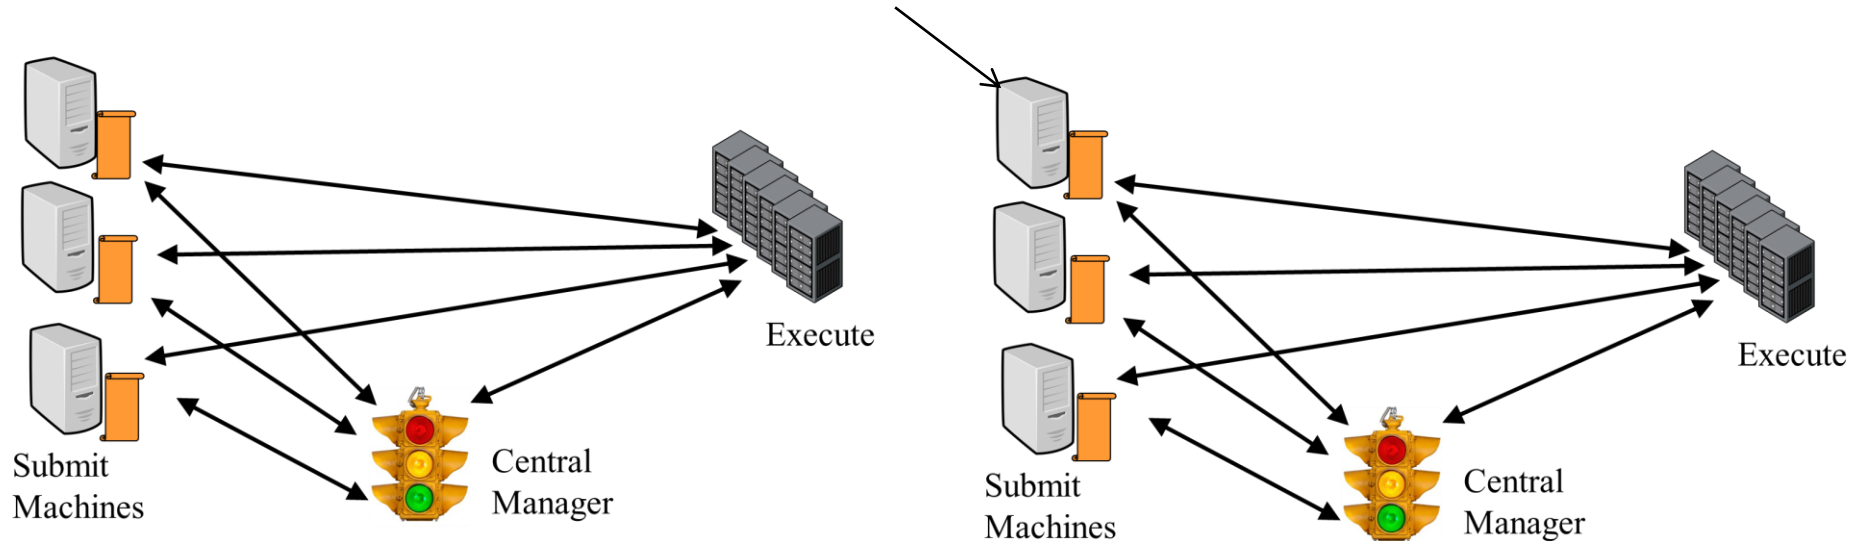 Execute
Submit
Machines
Central
Manager
Execute
Submit
Machines
Central
Manager